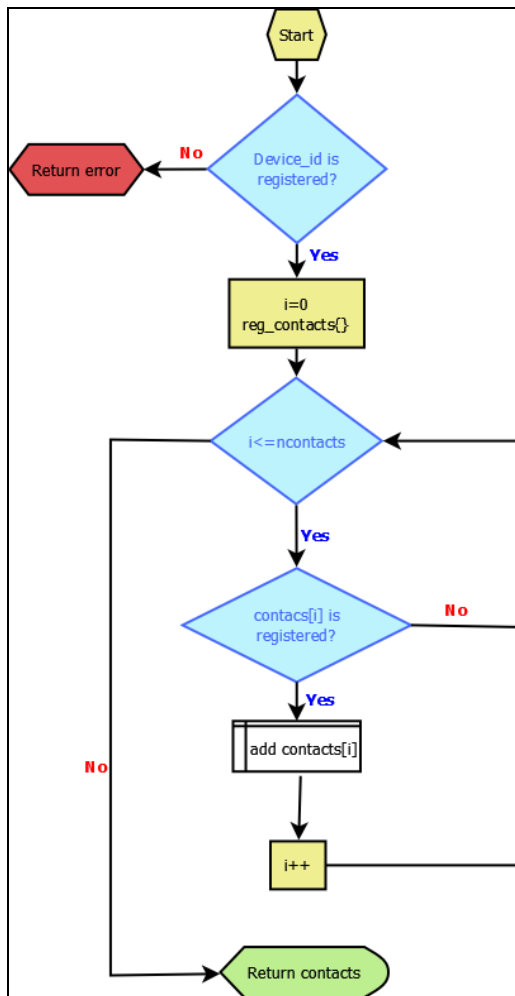 Start
Device_id is
registered?
No
Return error
Yes
i=0
reg_contacts{}
i<=ncontacts
Yes
contacs[i] is
registered?
No
Yes
add contacts[i]
No
i++
Return contacts